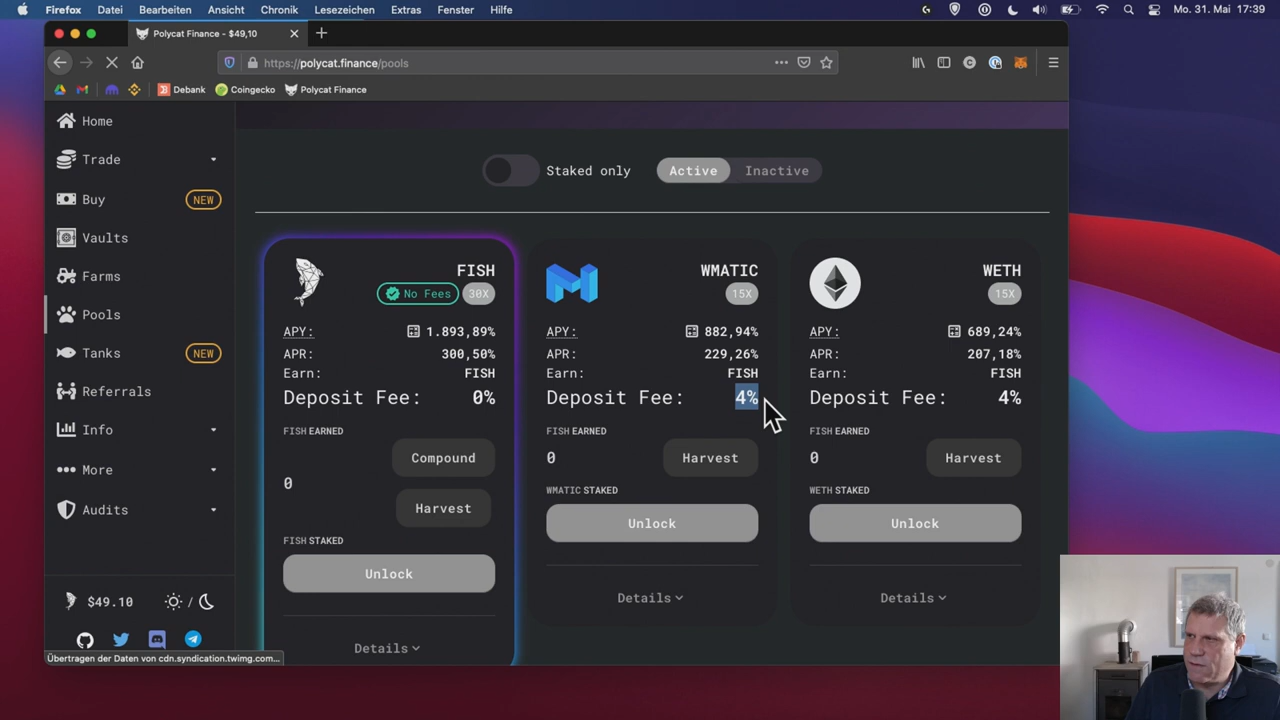 Firefox Datei Bearbeiten Ansicht Chronik Lesezeichen Extras Fenster Hilfe Mo. 31. Mai 17:39
Polycat Finance - $49,10
https://polycat.finance/pools
Debank Coingecko Polycat Finance
Home
Trade
Buy NEW
Vaults
Farms
Pools
Tanks NEW
Referrals
Info
More
Audits
$49.10 /
Übertragen der Daten von cdn.syndication.twimg.com...
Staked only Active Inactive
FISH
No Fees 30X
APY: 1.893,89%
APR: 300,50%
Earn: FISH
Deposit Fee: 0%
FISH EARNED
0
Compound
Harvest
FISH STAKED
Unlock
Details
WMATIC
15X
APY: 882,94%
APR: 229,26%
Earn: FISH
Deposit Fee: 4%
FISH EARNED
0 Harvest
WMATIC STAKED
Unlock
Details
WETH
15X
APY: 689,24%
APR: 207,18%
Earn: FISH
Deposit Fee: 4%
FISH EARNED
0 Harvest
WETH STAKED
Unlock
Details